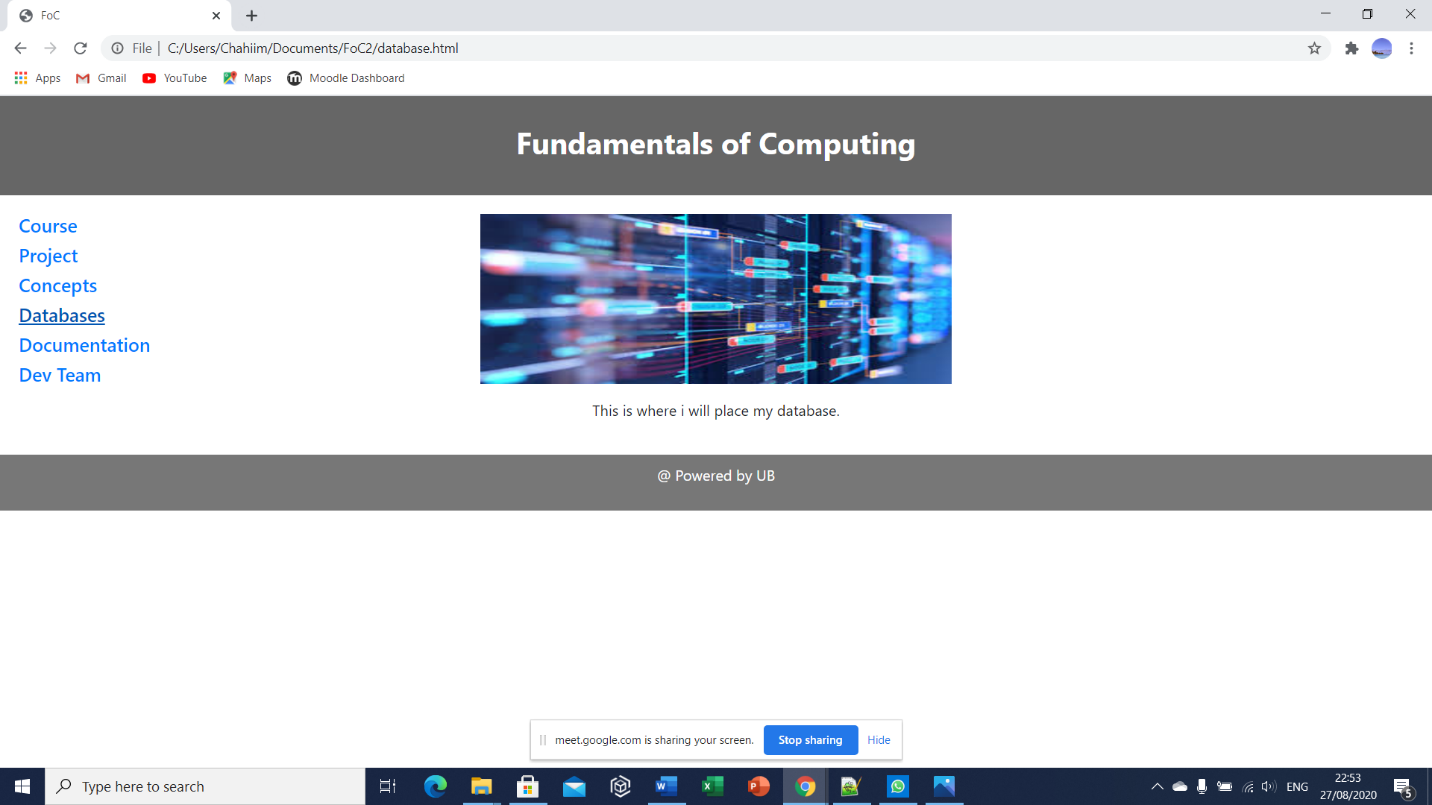 FoC
File | C:/Users/Chahiim/Documents/FoC2/database.html
Apps Gmail YouTube Maps Moodle Dashboard
Fundamentals of Computing
Course
Project
Concepts
Databases
Documentation
Dev Team
This is where i will place my database.
@ Powered by UB
meet.google.com is sharing your screen. Stop sharing Hide
Type here to search
ENG
22:53
27/08/2020
5